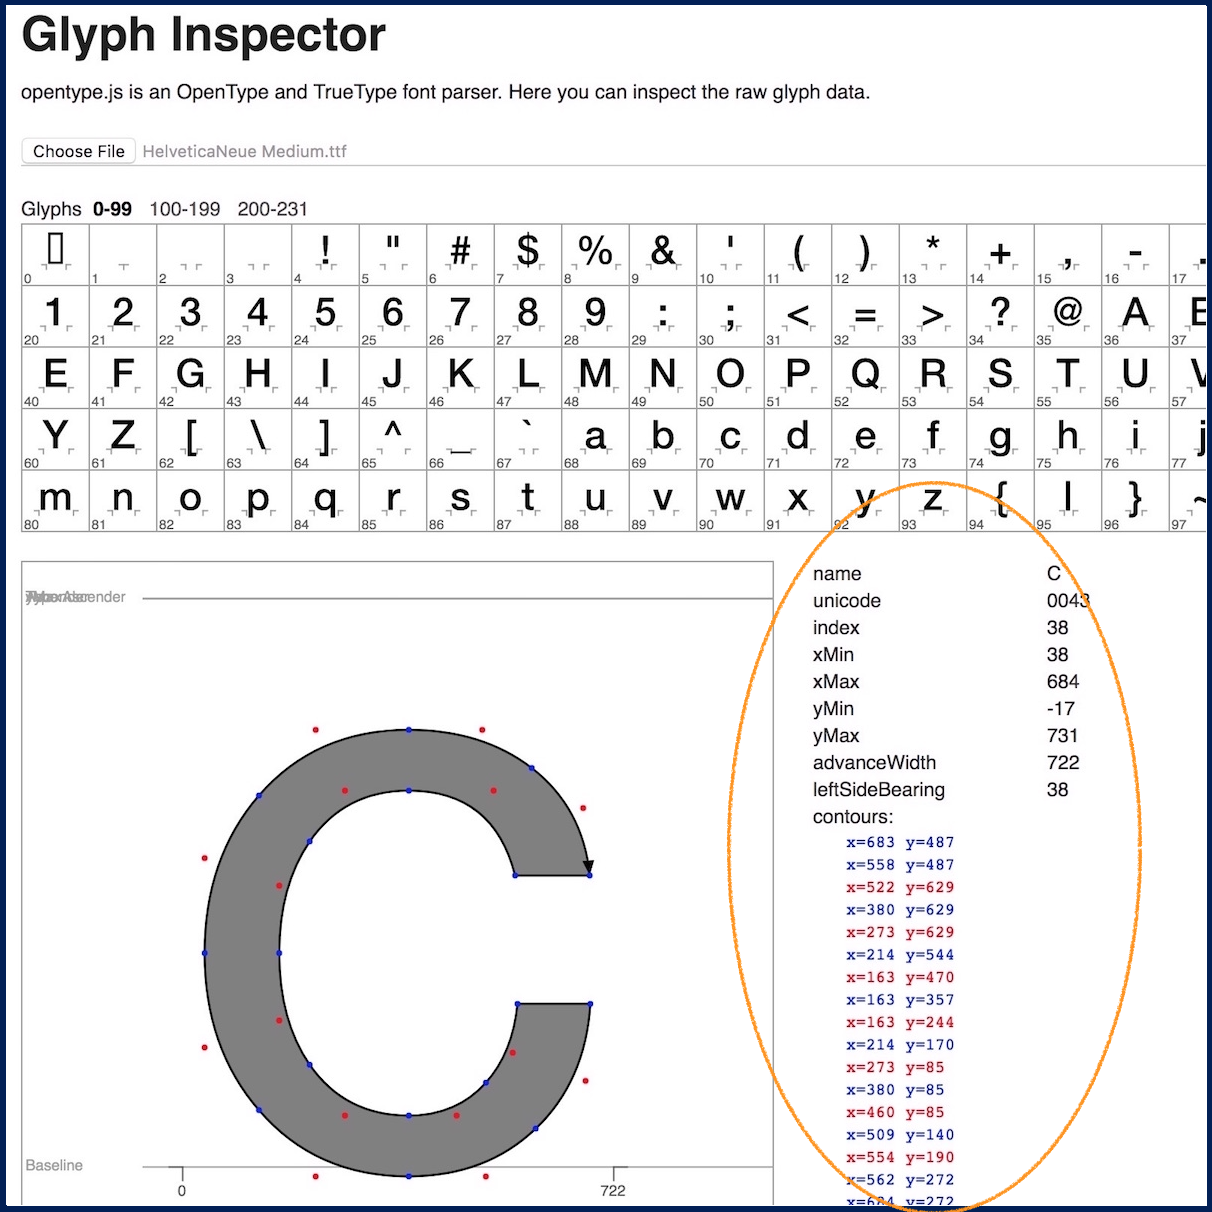 Glyph Inspector
opentype.js is an OpenType and TrueType font parser. Here you can inspect the raw glyph data.
Choose File HelveticaNeue Medium.ttf
Glyphs 0-99 100-199 200-231
! " # $ % & ' ( ) * + , - .
0 1 2 3 4 5 6 7 8 9 10 11 12 13 14 15 16 17
1 2 3 4 5 6 7 8 9 : ; < = > ? @ A
20 21 22 23 24 25 26 27 28 29 30 31 32 33 34 35 36 37
E F G H I J K L M N O P Q R S T U V
40 41 42 43 44 45 46 47 48 49 50 51 52 53 54 55 56 57
Y Z [ \ ] ^ _ ` a b c d e f g h i j
60 61 62 63 64 65 66 67 68 69 70 71 72 73 74 75 76 77
m n o p q r s t u v w x y z { | } ~
80 81 82 83 84 85 86 87 88 89 90 91 92 93 94 95 96 97
name C
unicode 0043
index 38
xMin 38
xMax 684
yMin -17
yMax 731
advanceWidth 722
leftSideBearing 38
contours:
x=683 y=487
x=558 y=487
x=522 y=629
x=380 y=629
x=273 y=629
x=214 y=544
x=163 y=470
x=163 y=357
x=163 y=244
x=214 y=170
x=273 y=85
x=380 y=85
x=460 y=85
x=509 y=140
x=554 y=190
x=562 y=272
x=684 y=272
C
Baseline
0 722